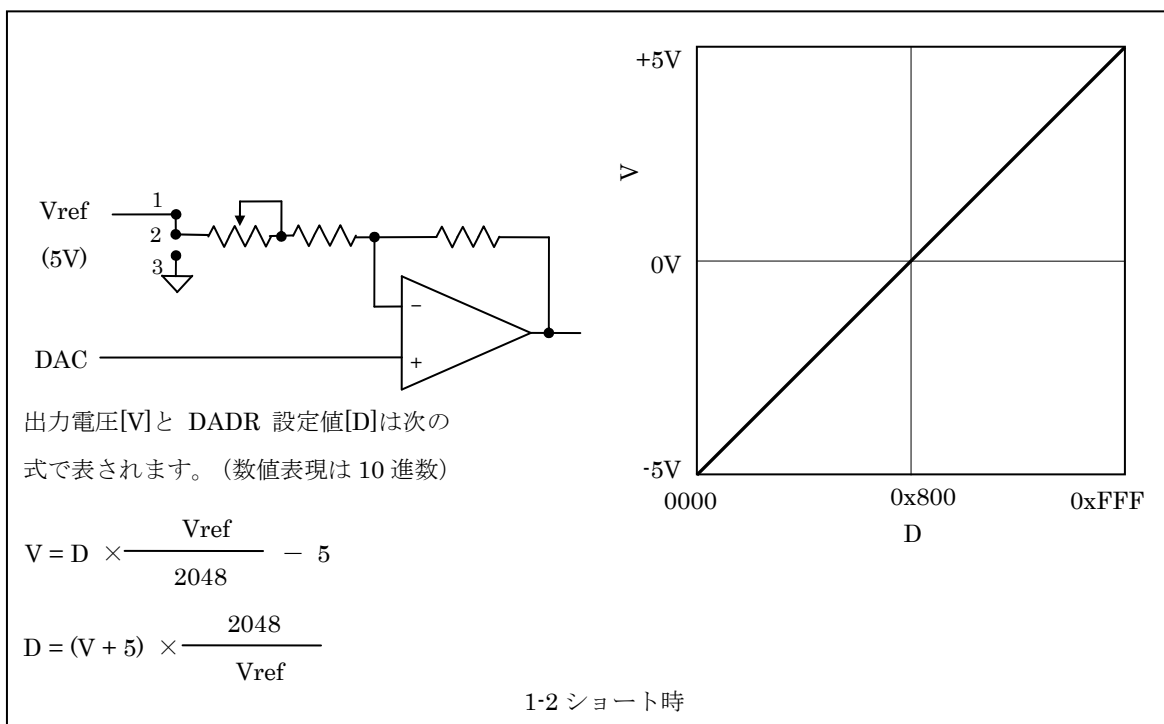 Vref
(5V)
1
2
3
−
+
DAC
+5V
0V
-5V
V
0000
0x800
0xFFF
D
出力電圧[V]と DADR 設定値[D]は次の
式で表されます。(数値表現は 10 進数)
V = D × Vref / 2048 − 5
D = (V + 5) × 2048 / Vref
1-2 ショート時